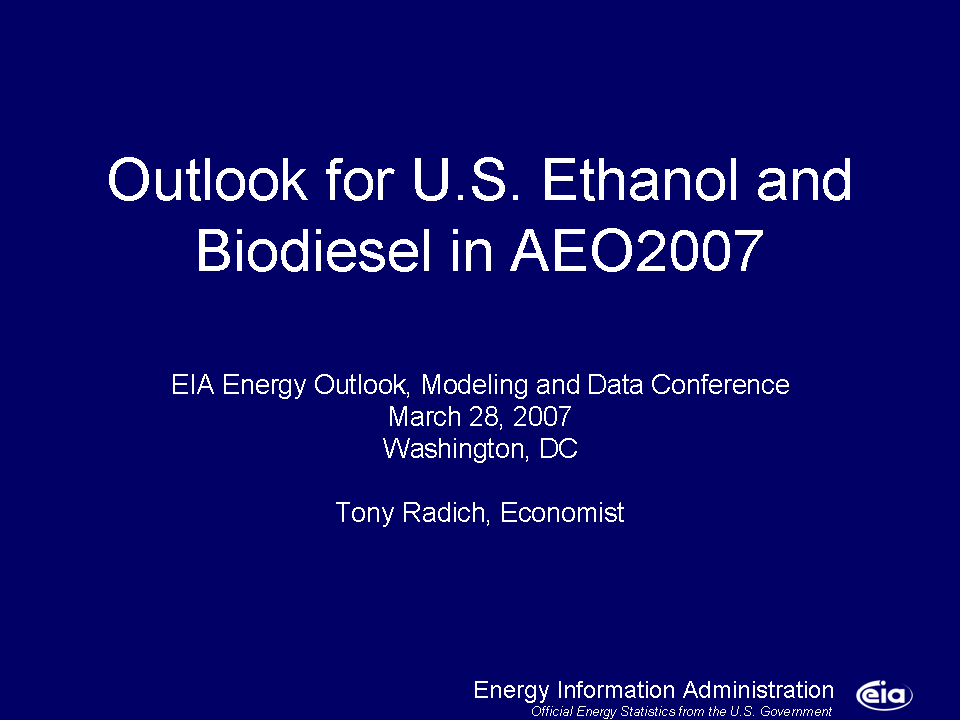 Outlook for U.S. Ethanol and
Biodiesel in AEO2007
EIA Energy Outlook, Modeling and Data Conference
March 28, 2007
Washington, DC
Tony Radich, Economist
Energy Information Administration
Official Energy Statistics from the U.S. Government
eia